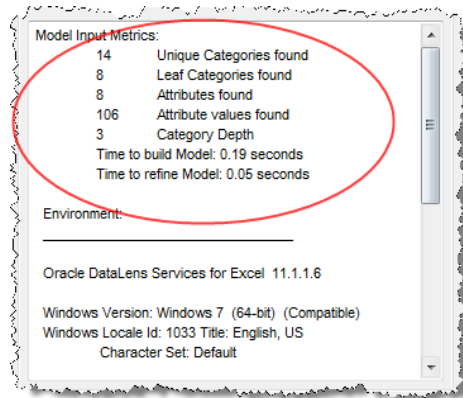 Model Input Metrics:
14 Unique Categories found
8 Leaf Categories found
8 Attributes found
106 Attribute values found
3 Category Depth
Time to build Model: 0.19 seconds
Time to refine Model: 0.05 seconds
Environment:
Oracle DataLens Services for Excel 11.1.1.6
Windows Version: Windows 7 (64-bit) (Compatible)
Windows Locale Id: 1033 Title: English, US
Character Set: Default